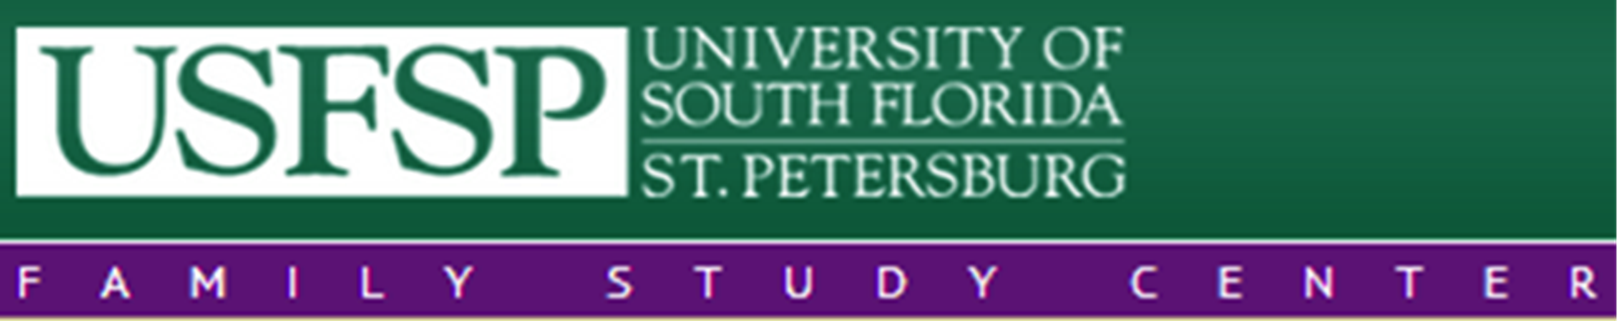 USFSP
UNIVERSITY OF
SOUTH FLORIDA
ST. PETERSBURG
FAMILY STUDY CENTER